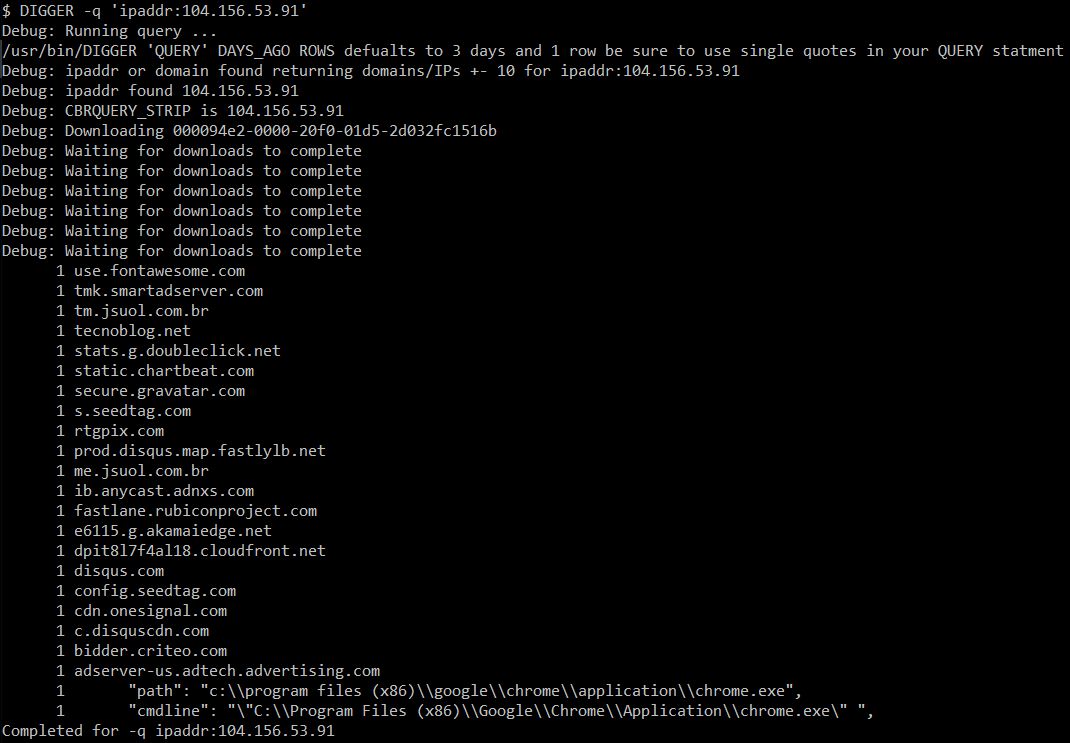 $ DIGGER -q 'ipaddr:104.156.53.91'
Debug: Running query ...
/usr/bin/DIGGER 'QUERY' DAYS_AGO ROWS defualts to 3 days and 1 row be sure to use single quotes in your QUERY statment
Debug: ipaddr or domain found returning domains/IPs +- 10 for ipaddr:104.156.53.91
Debug: ipaddr found 104.156.53.91
Debug: CBRQUERY_STRIP is 104.156.53.91
Debug: Downloading 000094e2-0000-20f0-01d5-2d032fc1516b
Debug: Waiting for downloads to complete
Debug: Waiting for downloads to complete
Debug: Waiting for downloads to complete
Debug: Waiting for downloads to complete
Debug: Waiting for downloads to complete
Debug: Waiting for downloads to complete
1 use.fontawesome.com
1 tmk.smartadserver.com
1 tm.jsuol.com.br
1 tecnoblog.net
1 stats.g.doubleclick.net
1 static.chartbeat.com
1 secure.gravatar.com
1 s.seedtag.com
1 rtgpix.com
1 prod.disqus.map.fastlylb.net
1 me.jsuol.com.br
1 ib.anycast.adnxs.com
1 fastlane.rubiconproject.com
1 e6115.g.akamaiedge.net
1 dpit8l7f4al18.cloudfront.net
1 disqus.com
1 config.seedtag.com
1 cdn.onesignal.com
1 c.disquscdn.com
1 bidder.criteo.com
1 adserver-us.adtech.advertising.com
1 "path": "c:\\program files (x86)\\google\\chrome\\application\\chrome.exe",
1 "cmdline": "\"C:\\Program Files (x86)\\Google\\Chrome\\Application\\chrome.exe\" ",
Completed for -q ipaddr:104.156.53.91